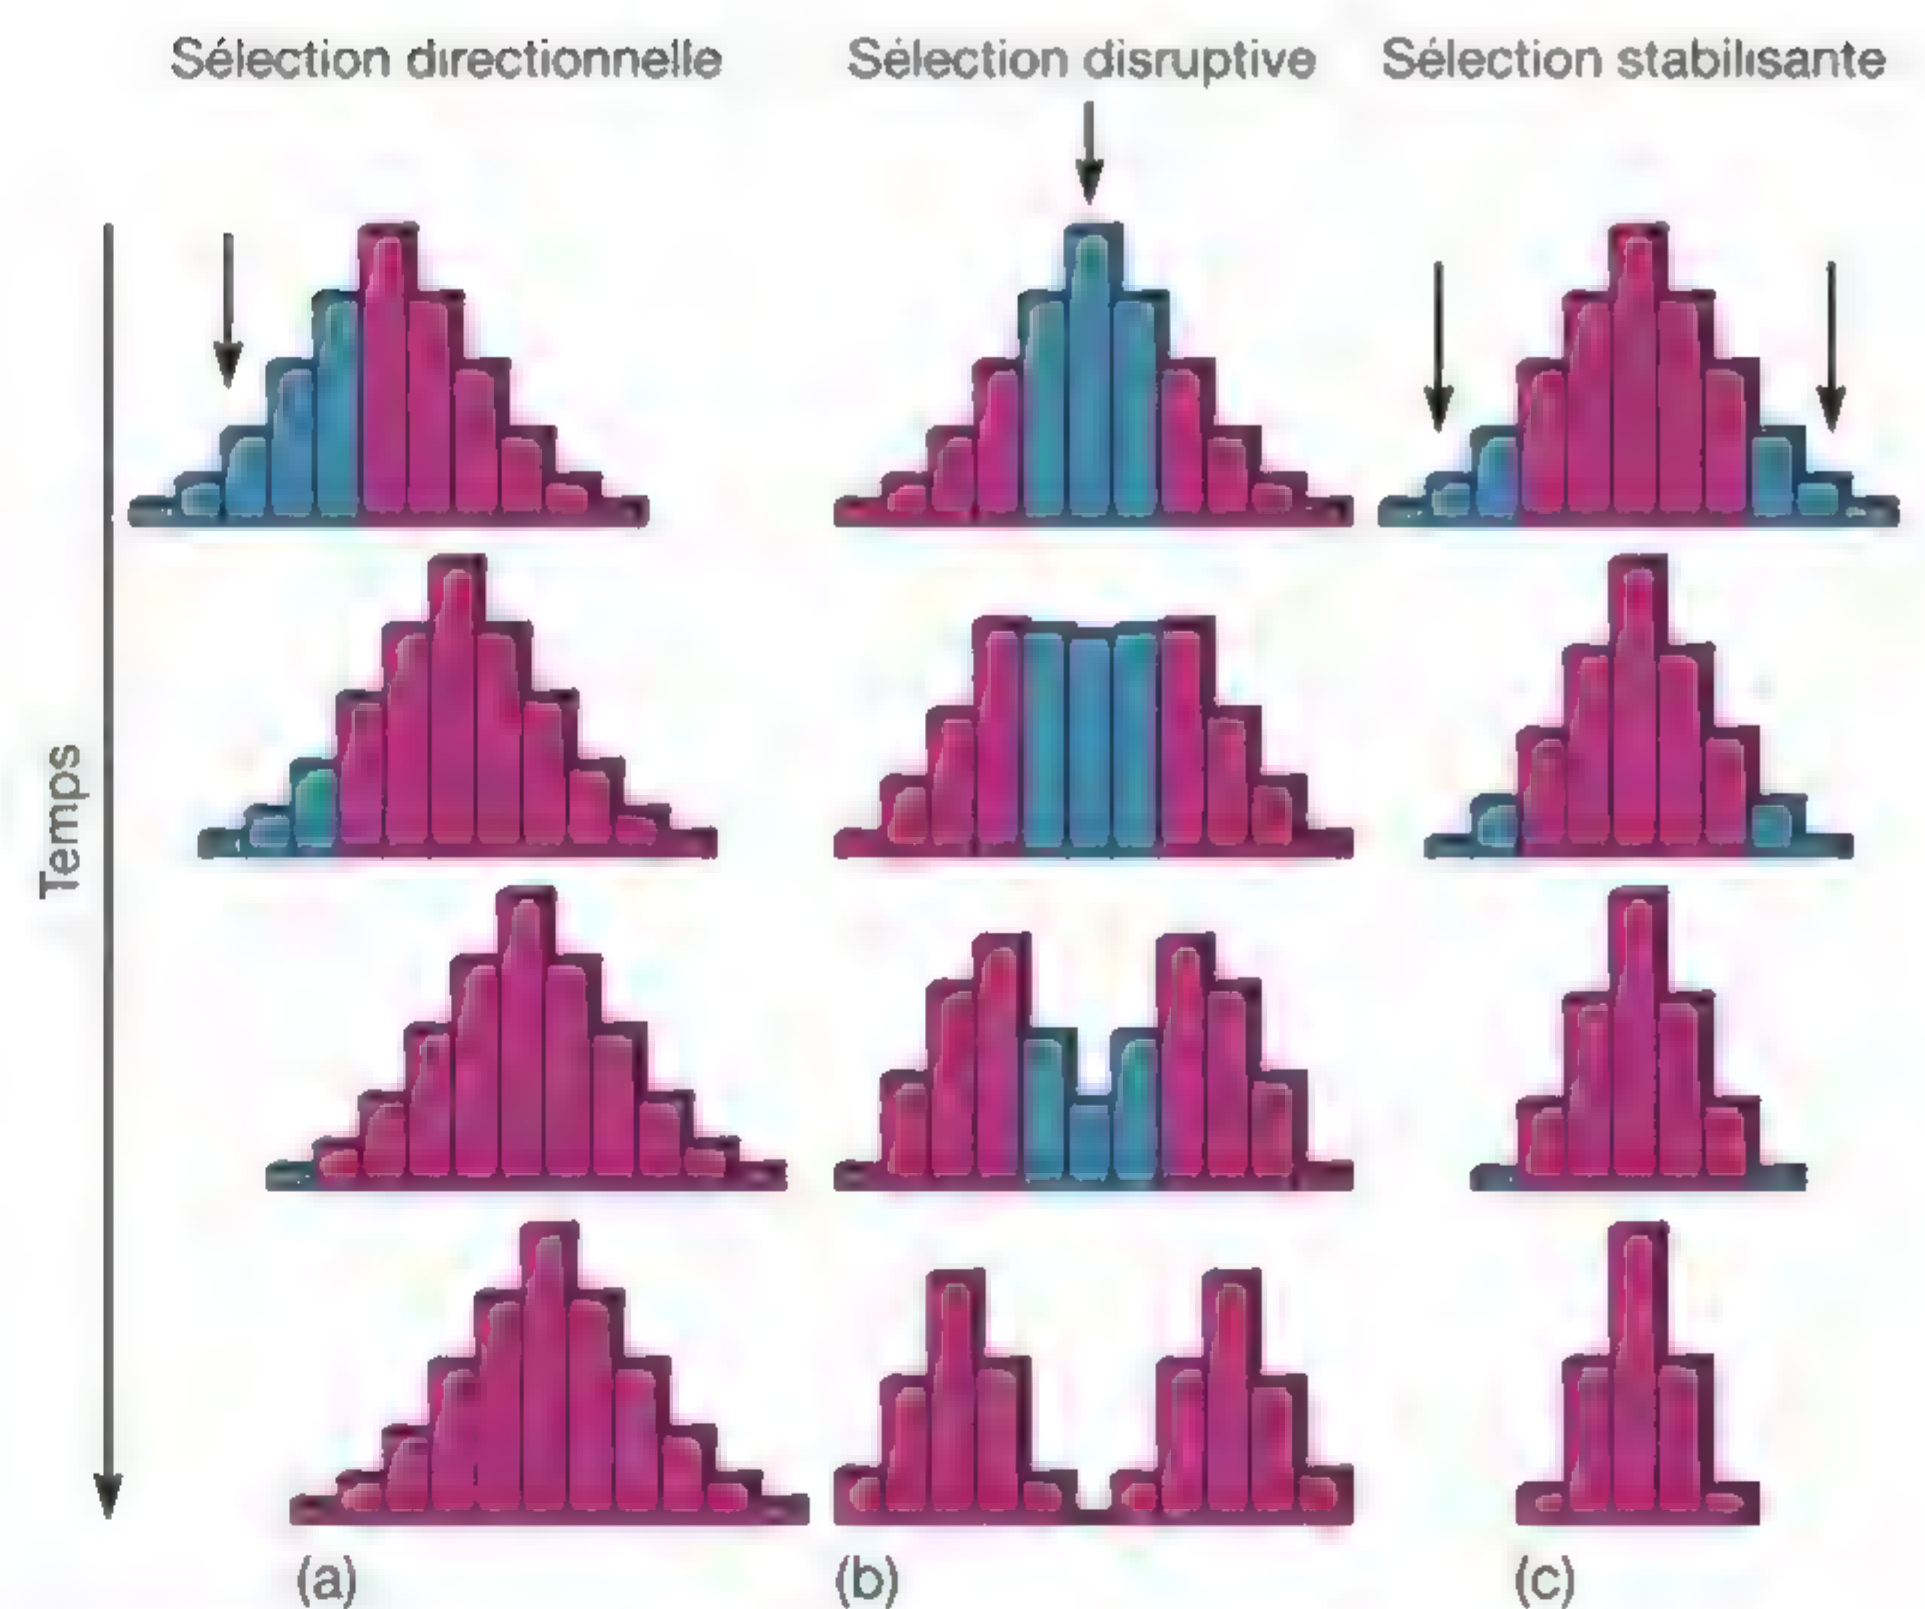 Sélection directionnelle
Sélection disruptive
Sélection stabilisante
Temps
(a)
(b)
(c)